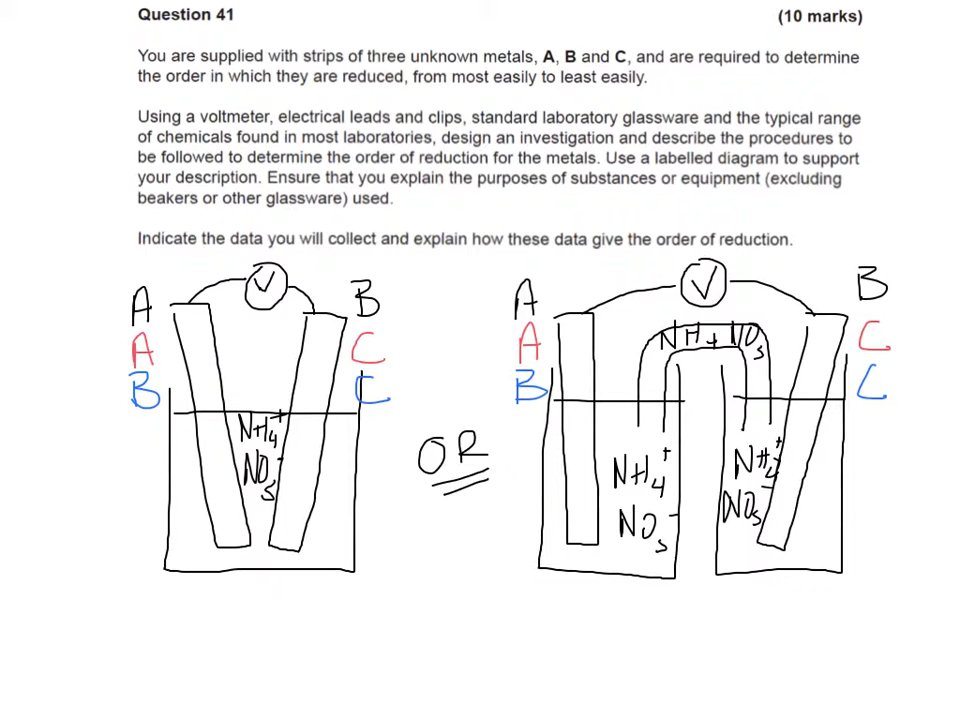 Question 41 (10 marks)
You are supplied with strips of three unknown metals, A, B and C, and are required to determine
the order in which they are reduced, from most easily to least easily.
Using a voltmeter, electrical leads and clips, standard laboratory glassware and the typical range
of chemicals found in most laboratories, design an investigation and describe the procedures to
be followed to determine the order of reduction for the metals. Use a labelled diagram to support
your description. Ensure that you explain the purposes of substances or equipment (excluding
beakers or other glassware) used.
Indicate the data you will collect and explain how these data give the order of reduction.
A V B
A C
B C
NH4+
NO3-
OR
A V B
A NH4 NO3 C
B C
NH4+ NH4+
NO3- NO3-